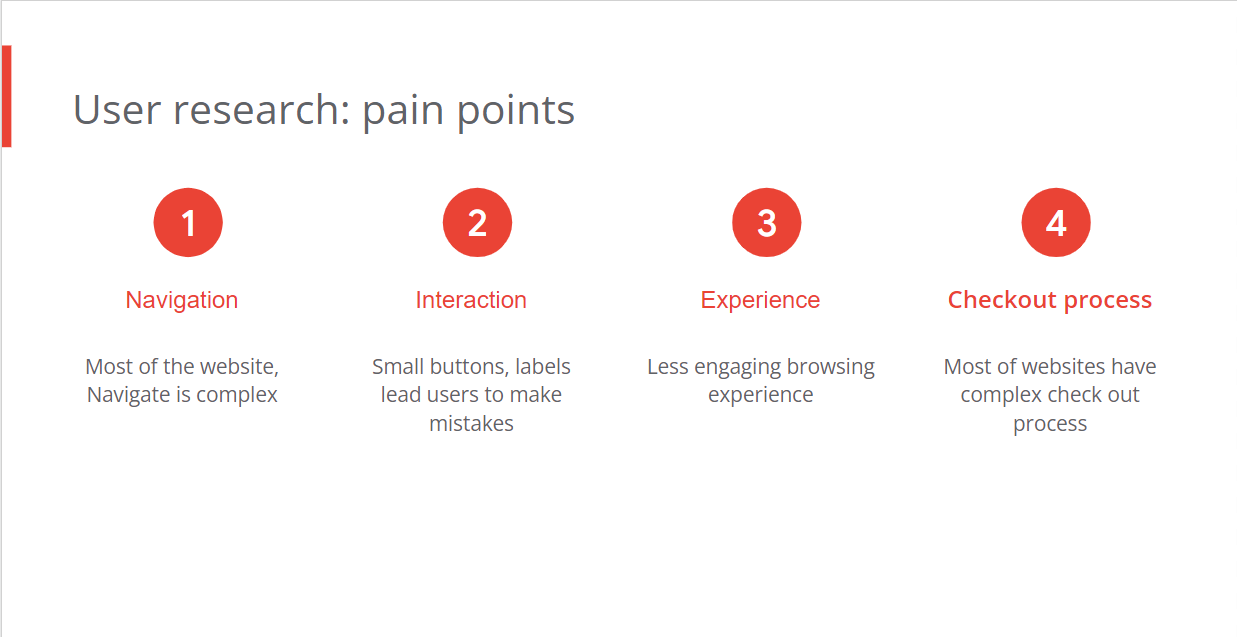 User research: pain points
1
Navigation
Most of the website,
Navigate is complex
2
Interaction
Small buttons, labels
lead users to make
mistakes
3
Experience
Less engaging browsing
experience
4
Checkout process
Most of websites have
complex check out
process